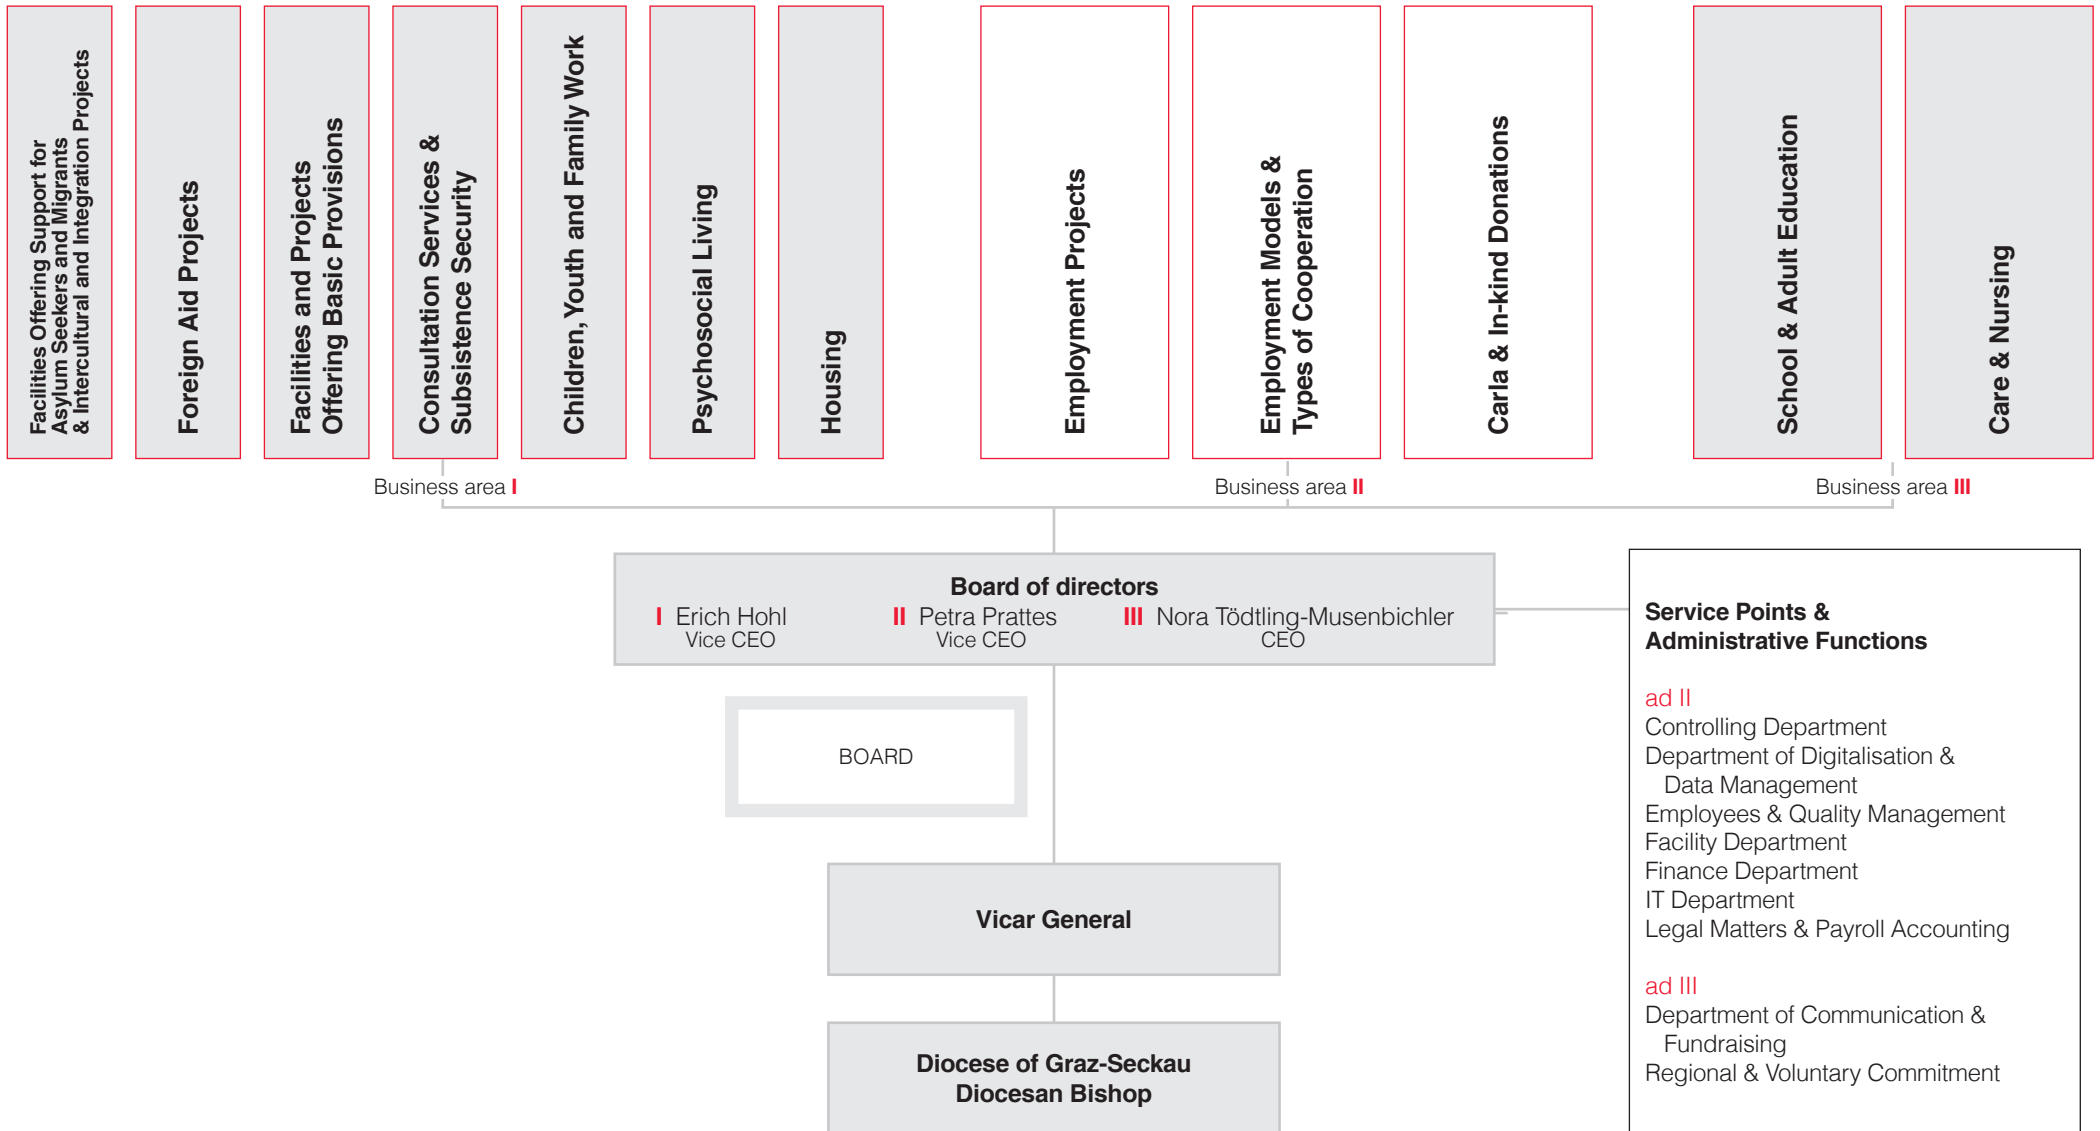 Facilities Offering Support for
Asylum Seekers and Migrants
& Intercultural and Integration Projects
Foreign Aid Projects
Facilities and Projects
Offering Basic Provisions
Consultation Services &
Subsistence Security
Children, Youth and Family Work
Psychosocial Living
Housing
Employment Projects
Employment Models &
Types of Cooperation
Carla & In-kind Donations
School & Adult Education
Care & Nursing
Business area I
Business area II
Business area III
Board of directors
I Erich Hohl
Vice CEO
II Petra Prattes
Vice CEO
III Nora Tödtling-Musenbichler
CEO
BOARD
Vicar General
Diocese of Graz-Seckau
Diocesan Bishop
Service Points &
Administrative Functions
ad II
Controlling Department
Department of Digitalisation &
Data Management
Employees & Quality Management
Facility Department
Finance Department
IT Department
Legal Matters & Payroll Accounting
ad III
Department of Communication &
Fundraising
Regional & Voluntary Commitment